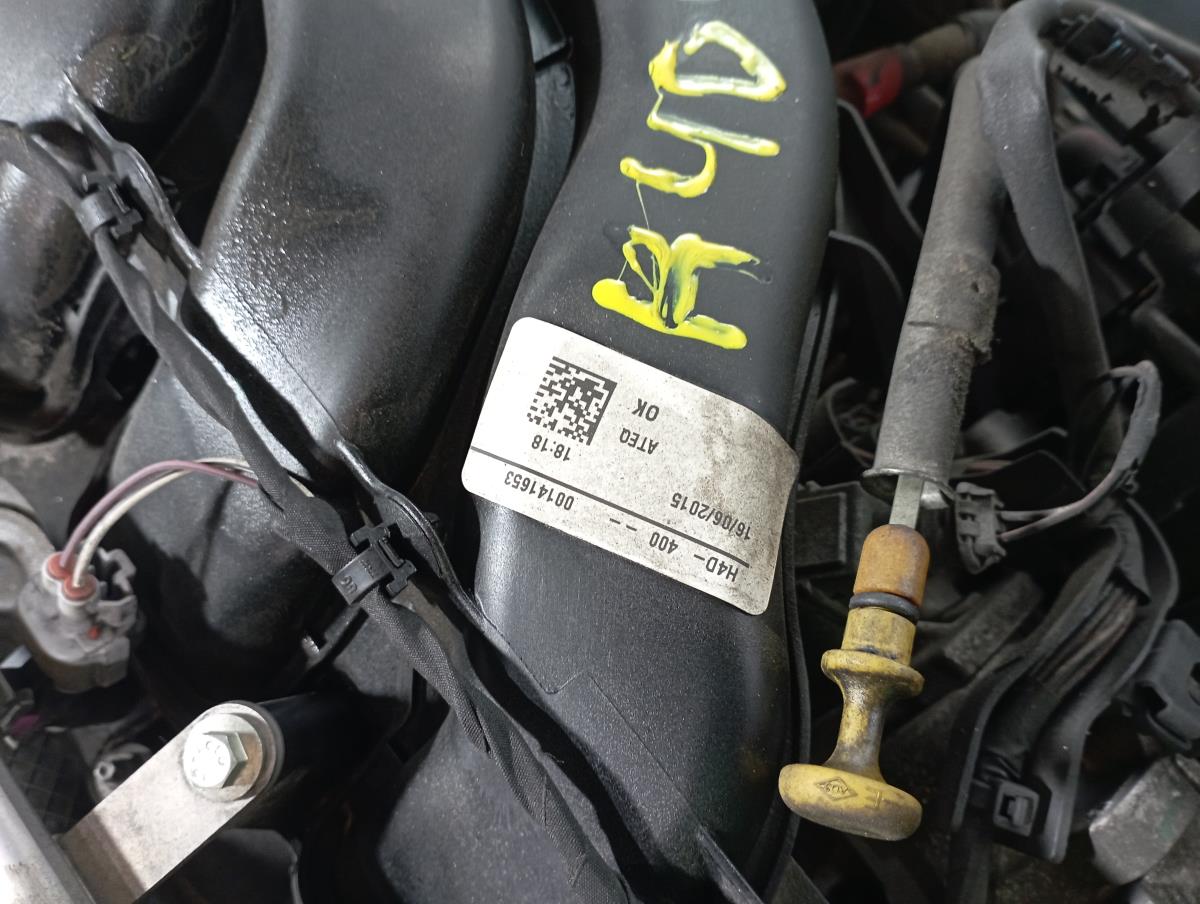 H4D
H4D- 400 - - 00141653
16/06/2015 18:18
ATEQ
OK